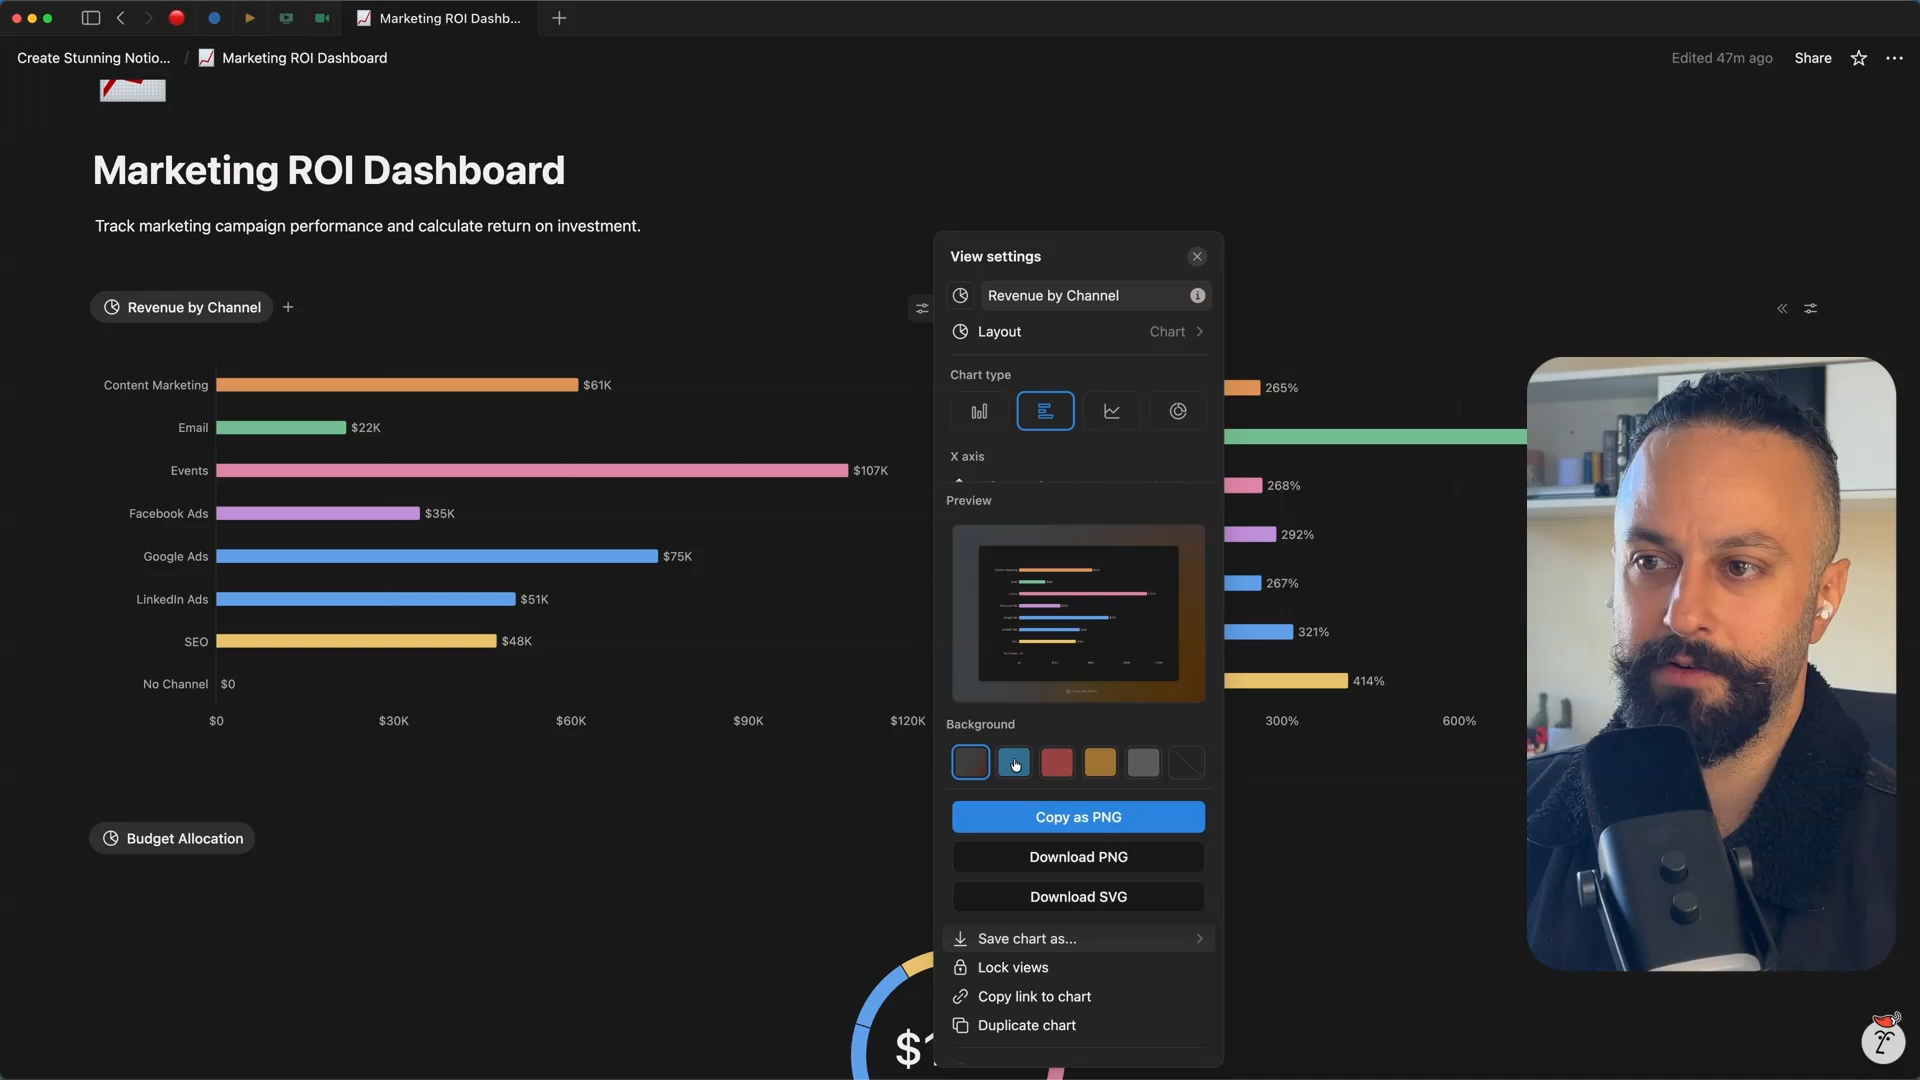 Marketing ROI Dashb...
Create Stunning Notio... / Marketing ROI Dashboard
Edited 47m ago
Share
Marketing ROI Dashboard
Track marketing campaign performance and calculate return on investment.
Revenue by Channel
Content Marketing $61K
Email $22K
Events $107K
Facebook Ads $35K
Google Ads $75K
LinkedIn Ads $51K
SEO $48K
No Channel $0
$0 $30K $60K $90K $120K
Budget Allocation
View settings
Revenue by Channel
Layout Chart
Chart type
X axis
Preview
Background
Copy as PNG
Download PNG
Download SVG
Save chart as...
Lock views
Copy link to chart
Duplicate chart
265%
268%
292%
267%
321%
414%
300% 600%